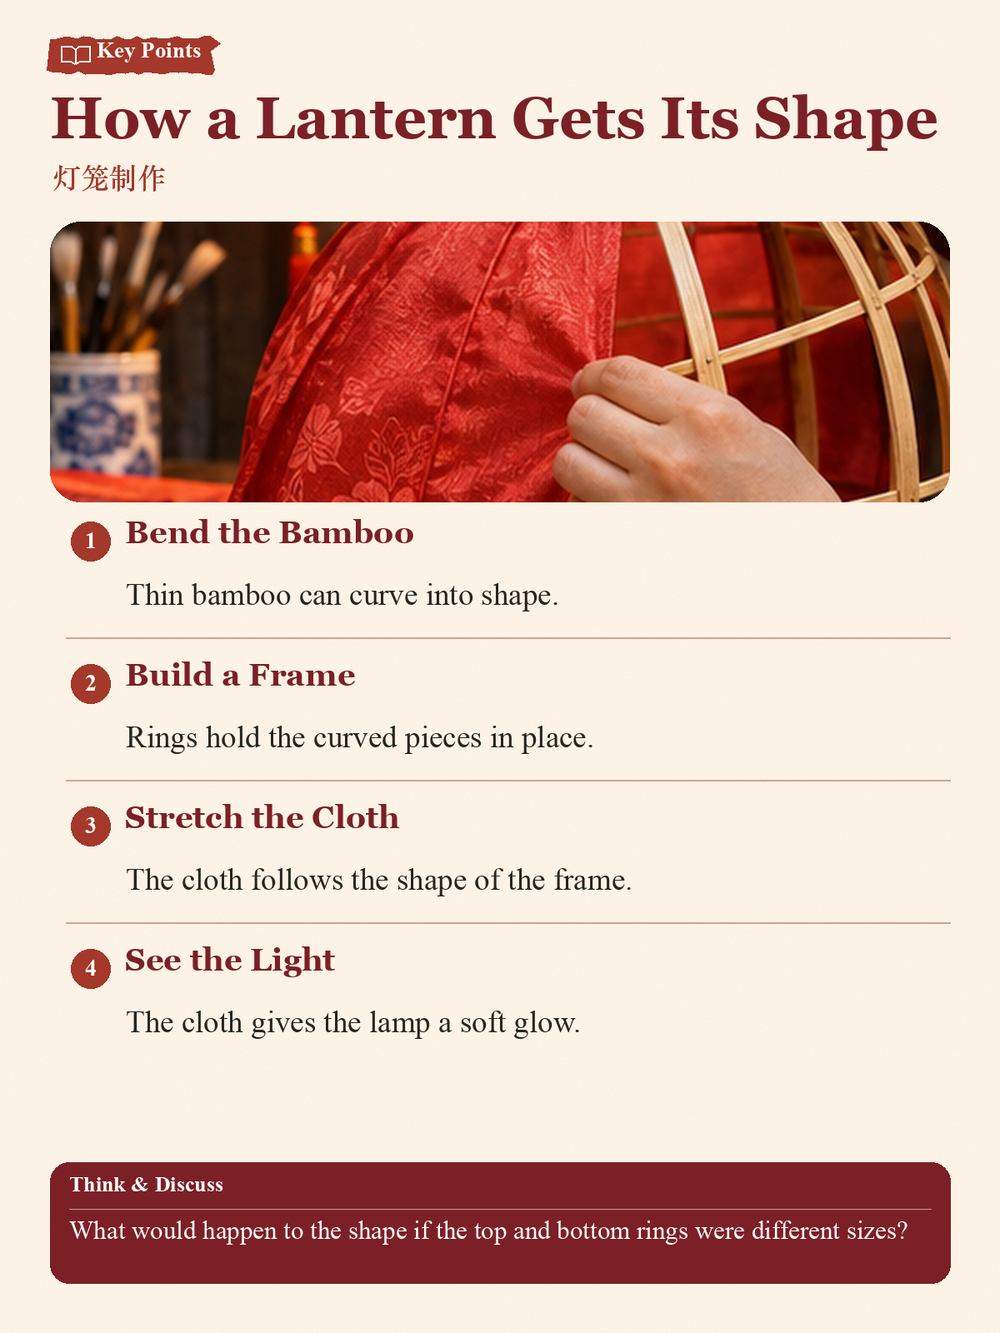 Key Points
How a Lantern Gets Its Shape
灯笼制作
1 Bend the Bamboo
Thin bamboo can curve into shape.
2 Build a Frame
Rings hold the curved pieces in place.
3 Stretch the Cloth
The cloth follows the shape of the frame.
4 See the Light
The cloth gives the lamp a soft glow.
Think & Discuss
What would happen to the shape if the top and bottom rings were different sizes?